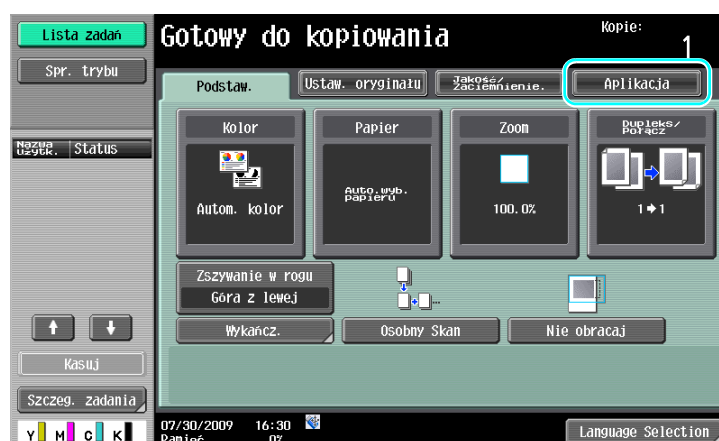 Lista zadań
Gotowy do kopiowania
Kopie:
1
Spr. trybu
Podstaw.
Ustaw. oryginału
Jakość/
Zaciemnienie.
Aplikacja
Nazwa
użytk.
Status
Kolor
Papier
Zoom
Dupleks/
Połącz
Autom. kolor
Auto.wyb.
papieru
100.0%
1➜1
Zszywanie w rogu
Góra z lewej
Wykańcz.
Osobny Skan
Nie obracaj
Kasuj
Szczeg. zadania
Y M C K
07/30/2009 16:30
Pamięć 0%
Language Selection